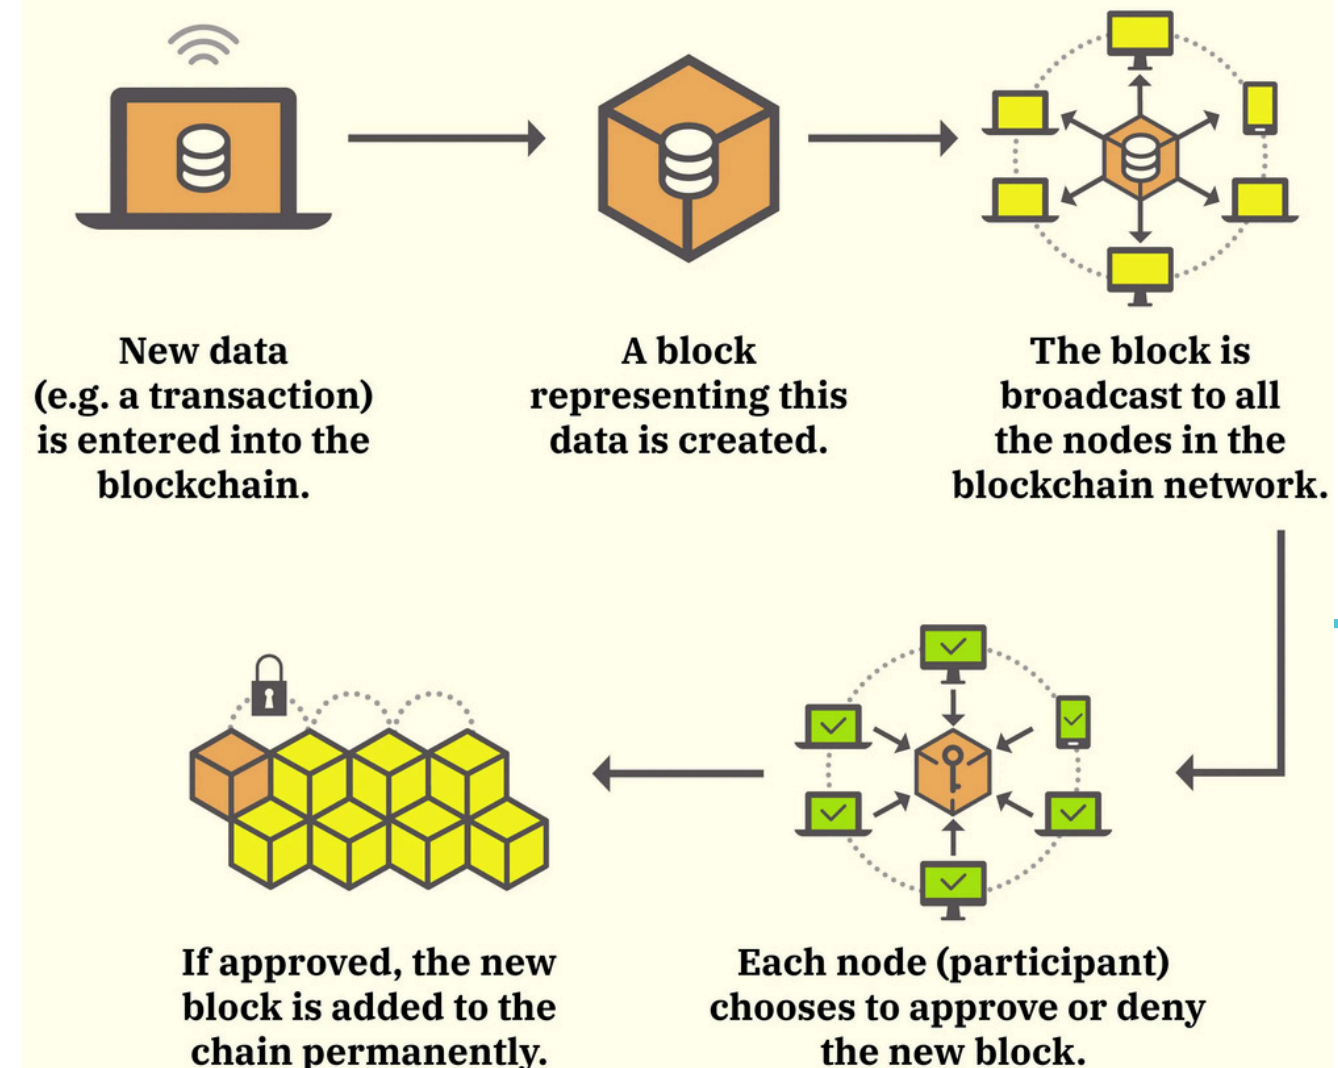 New data
(e.g. a transaction)
is entered into the
blockchain.
A block
representing this
data is created.
The block is
broadcast to all
the nodes in the
blockchain network.
Each node (participant)
chooses to approve or deny
the new block.
If approved, the new
block is added to the
chain permanently.